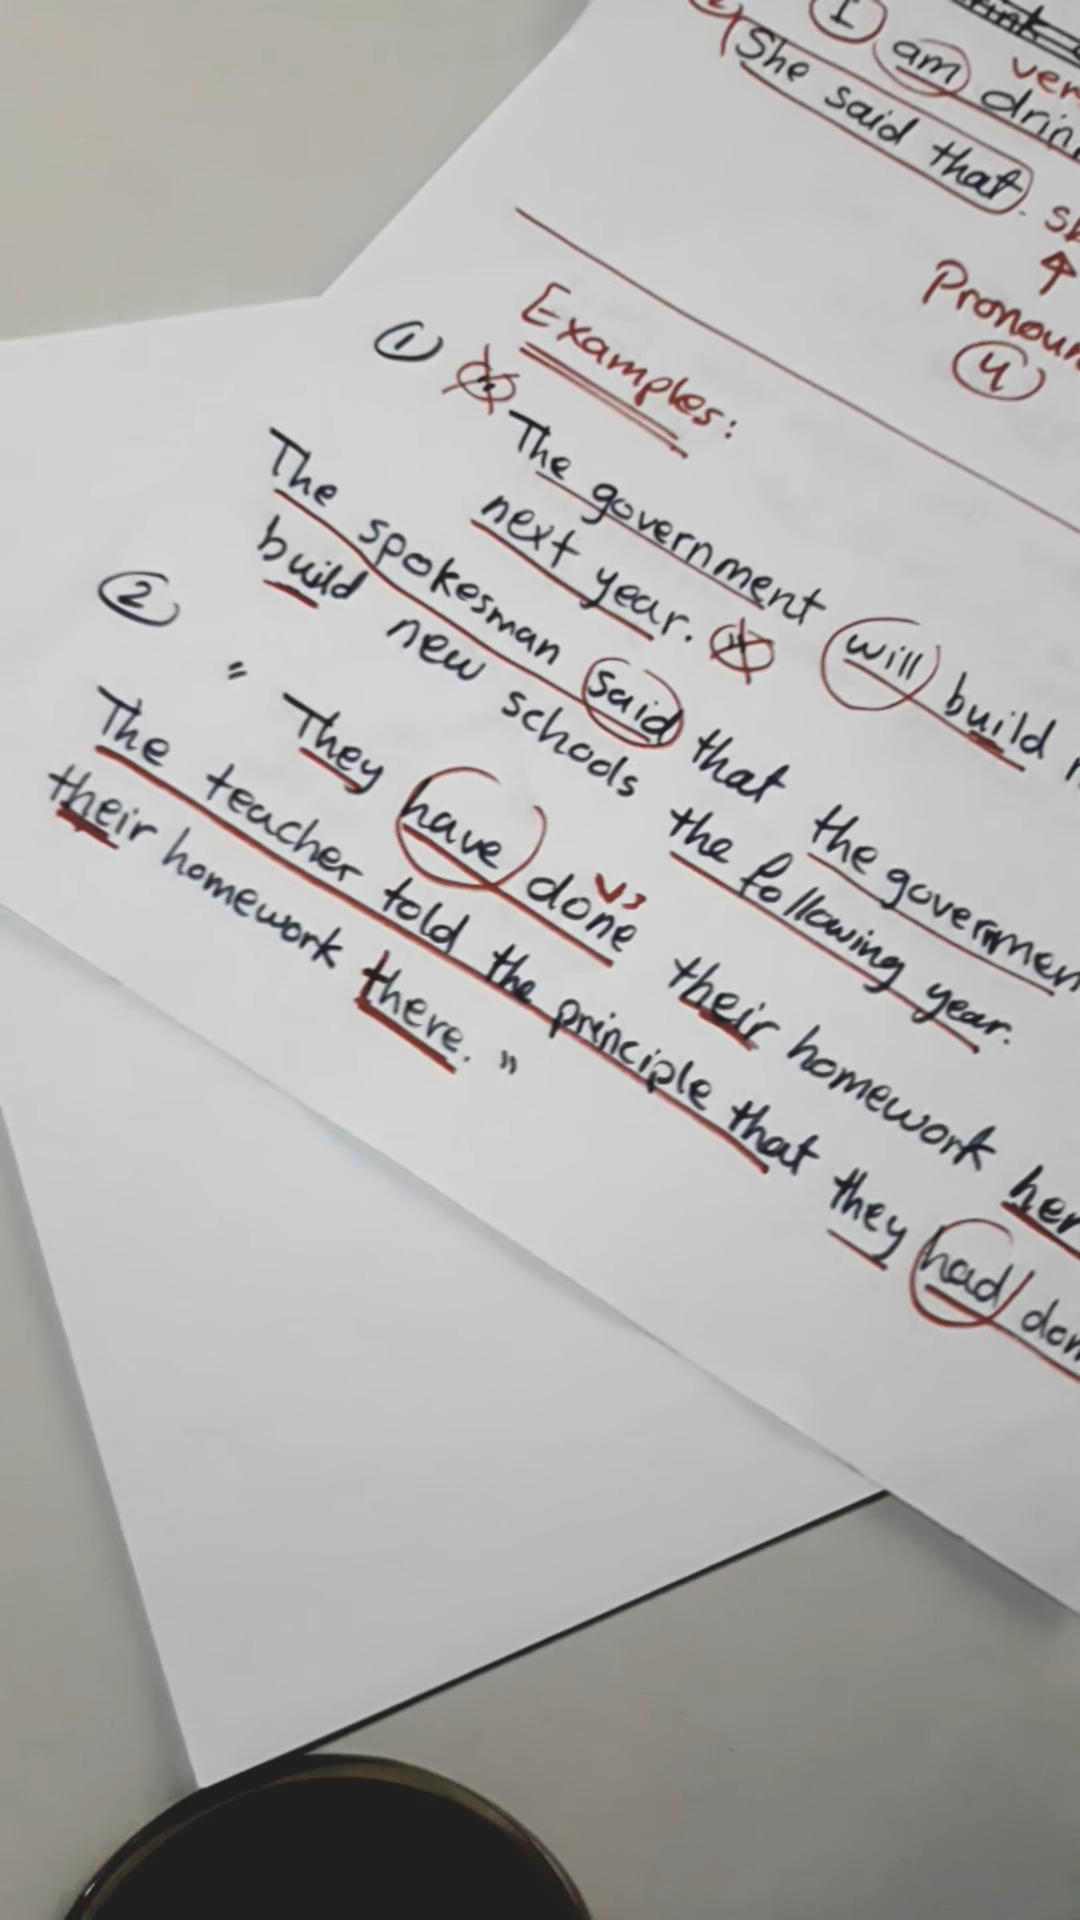 I am drin
She said that
Pronoun
4
Examples:
1 The government will build
next year.
The spokesman said that the governmen
build new schools the following year.
2
" They have done their homework her
The teacher told the principle that they had don
their homework there. "